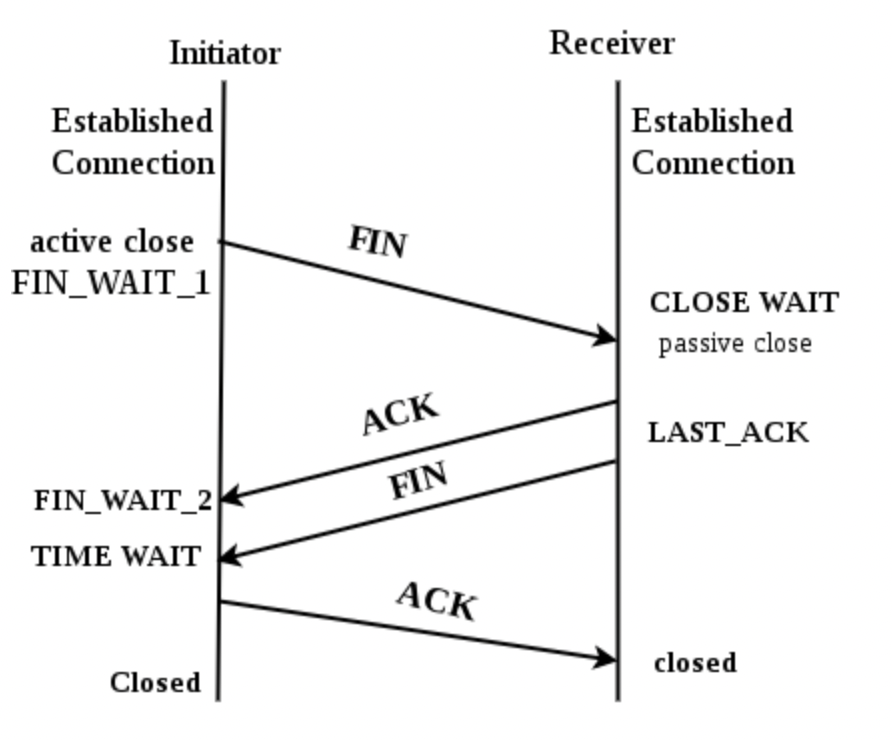 Initiator
Receiver
Established
Connection
Established
Connection
active close
FIN_WAIT_1
FIN
CLOSE WAIT
passive close
ACK
LAST_ACK
FIN
FIN_WAIT_2
TIME WAIT
ACK
closed
Closed